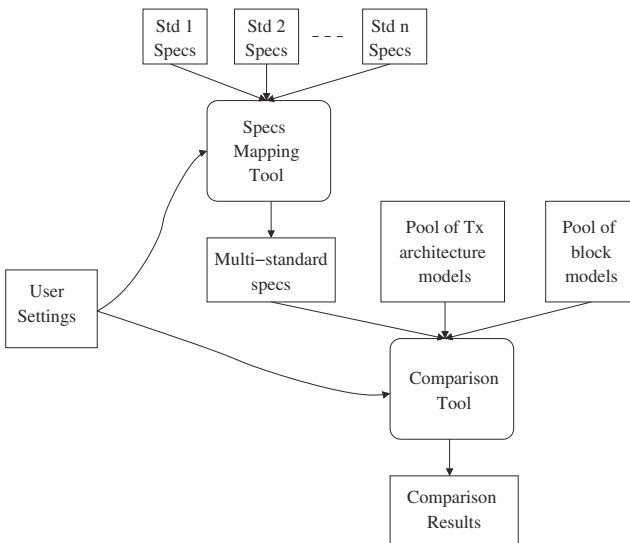 Std 1
Specs
Std 2
Specs
Std n
Specs
Specs
Mapping
Tool
Pool of Tx
architecture
models
Pool of
block
models
Multi−standard
specs
User
Settings
Comparison
Tool
Comparison
Results